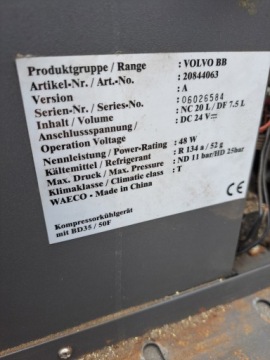 Produktgruppe / Range : VOLVO BB
Artikel-Nr. / Art.-No. : 20844063
Version : A
Serien-Nr. / Series-No. : 06026584
Inhalt / Volume : NC 20 L / DF 7.5 L
Anschlussspannung / : DC 24 V⎓
Operation Voltage
Nennleistung / Power-Rating : 48 W
Kältemittel / Refrigerant : R 134 a / 52 g
Max. Druck / Max. Pressure : ND 11 bar/HD 25bar
Klimaklasse / Climatic class : T
WAECO - Made in China
CE
Kompressorkühlgerät
mit BD35 / 50F